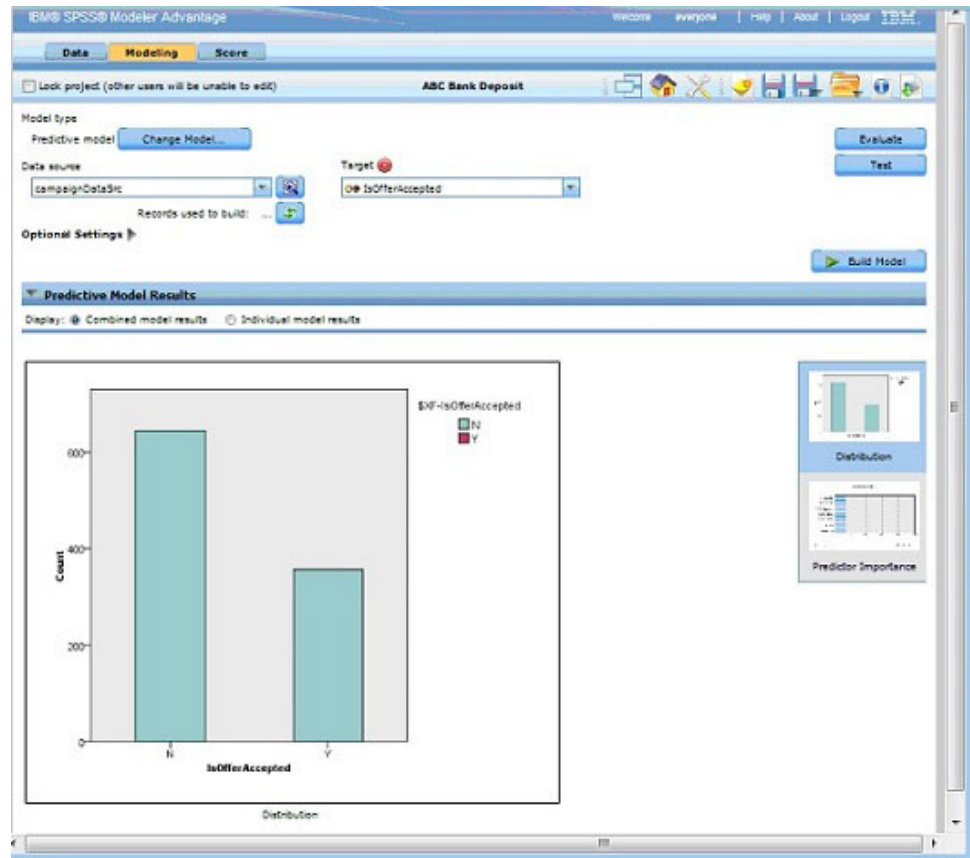 IBM® SPSS® Modeler Advantage
Welcome everyone | Help | About | Logout IBM.
Data Modeling Score
Lock project (other users will be unable to edit) ABC Bank Deposit
Model type
Predictive model Change Model... Evaluate
Data source Target Test
campaignDataSrc IsOfferAccepted
Records used to build: ...
Optional Settings
Build Model
Predictive Model Results
Display: Combined model results Individual model results
$XF-IsOfferAccepted
N
Y
600
400
200
0
Count
N Y
IsOfferAccepted
Distribution
Distribution
Predictor Importance